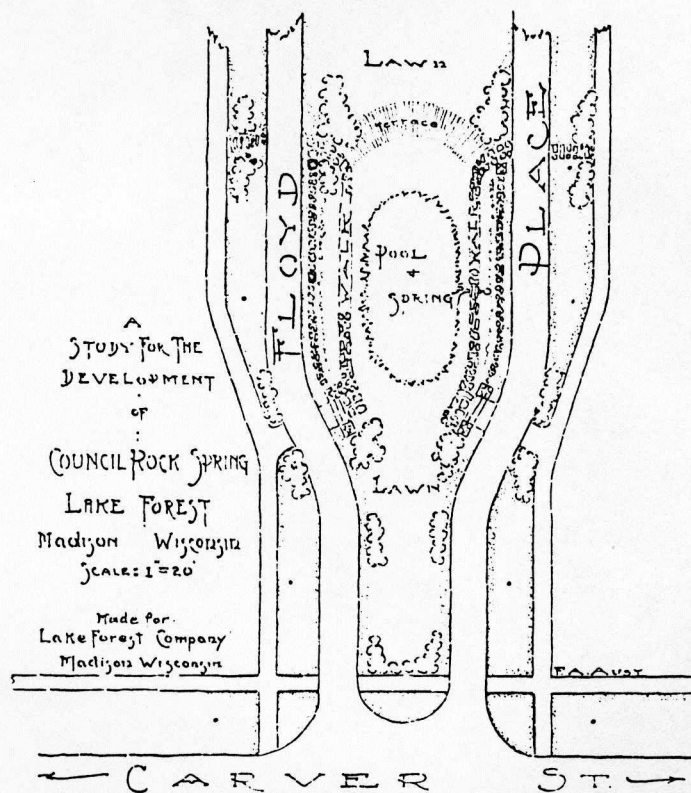 LAWN
terrace
FLOYD
PLACE
WALK
WALK
POOL
&
SPRING
A
STUDY FOR THE
DEVELOPMENT
OF
COUNCIL ROCK SPRING
LAKE FOREST
Madison Wisconsin
SCALE: 1"=20'
LAWN
Made for
Lake Forest Company
Madison Wisconsin
F.A. AUST
CARVER ST.